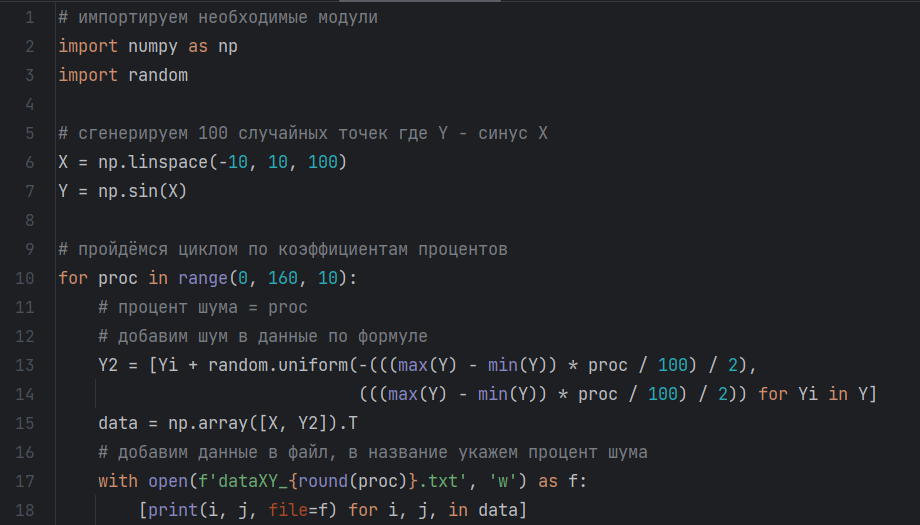 1 # импортируем необходимые модули
2 import numpy as np
3 import random
4
5 # сгенерируем 100 случайных точек где Y - синус X
6 X = np.linspace(-10, 10, 100)
7 Y = np.sin(X)
8
9 # пройдёмся циклом по коэффициентам процентов
10 for proc in range(0, 160, 10):
11     # процент шума = proc
12     # добавим шум в данные по формуле
13     Y2 = [Yi + random.uniform(-(((max(Y) - min(Y)) * proc / 100) / 2),
14                               (((max(Y) - min(Y)) * proc / 100) / 2)) for Yi in Y]
15     data = np.array([X, Y2]).T
16     # добавим данные в файл, в название укажем процент шума
17     with open(f'dataXY_{round(proc)}.txt', 'w') as f:
18         [print(i, j, file=f) for i, j, in data]